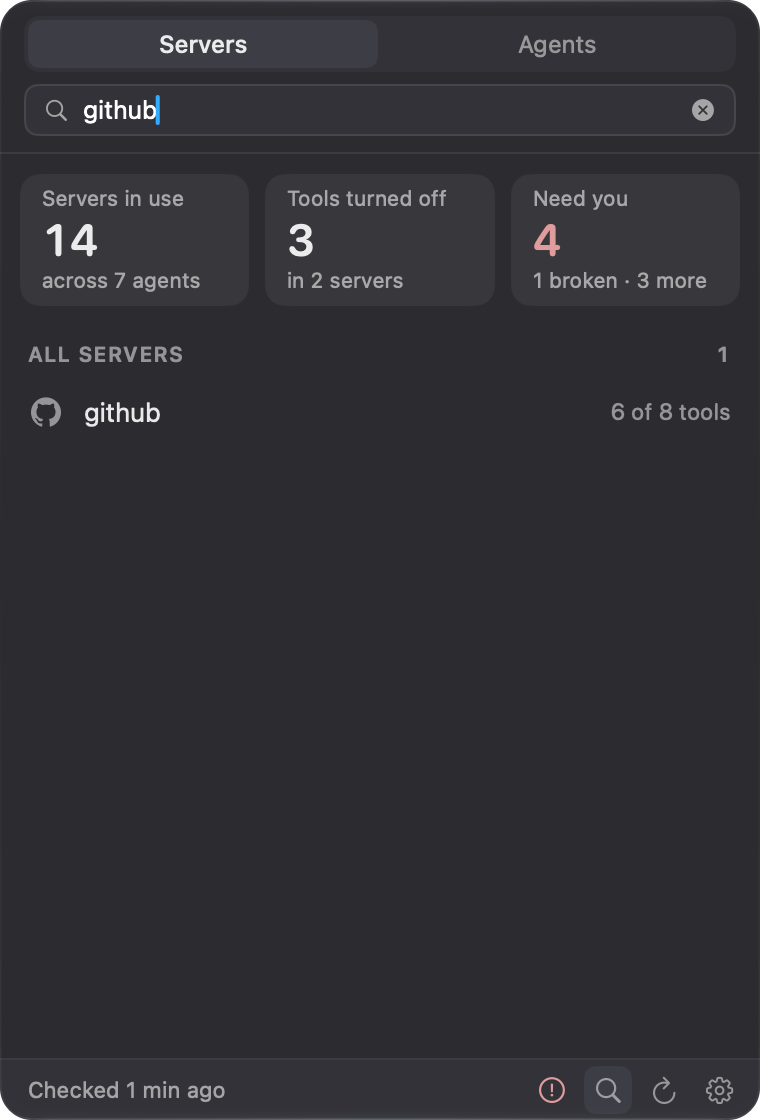 Servers
Agents
github
Servers in use
14
across 7 agents
Tools turned off
3
in 2 servers
Need you
4
1 broken · 3 more
ALL SERVERS 1
github 6 of 8 tools
Checked 1 min ago